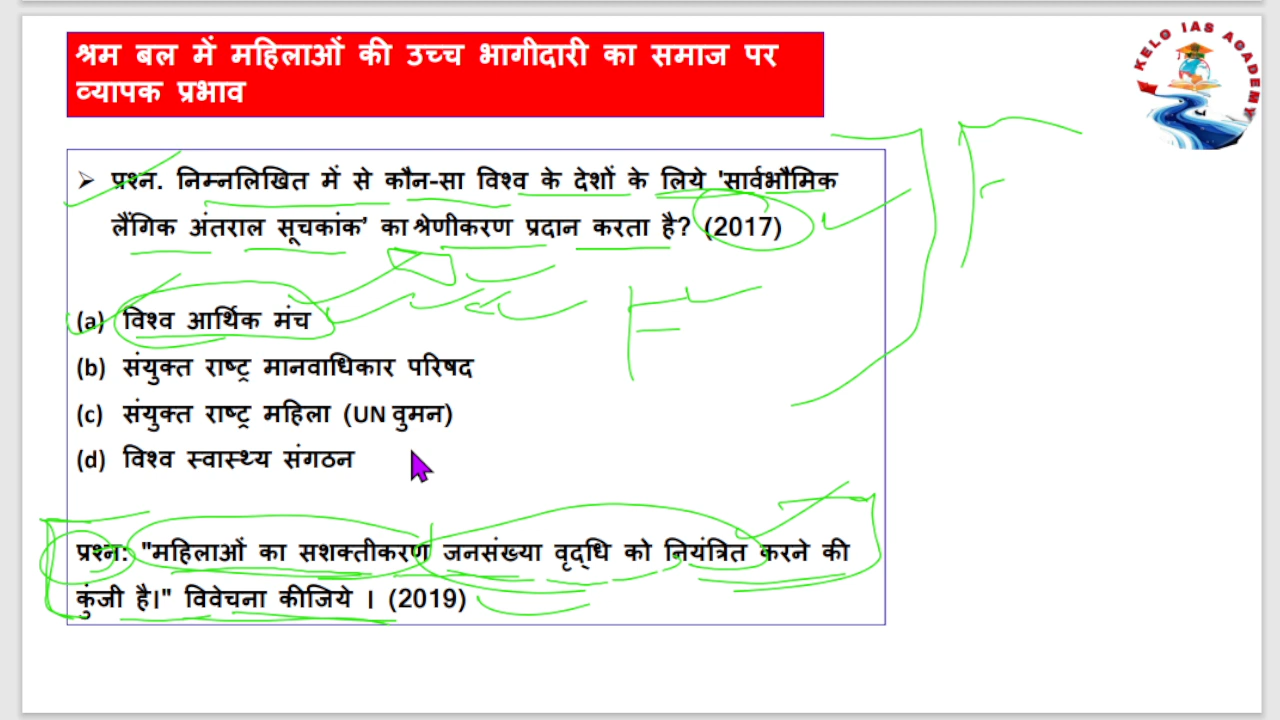 श्रम बल में महिलाओं की उच्च भागीदारी का समाज पर
व्यापक प्रभाव
KELO IAS ACADEMY
➢ प्रश्न. निम्नलिखित में से कौन-सा विश्व के देशों के लिये 'सार्वभौमिक
लैंगिक अंतराल सूचकांक’ का श्रेणीकरण प्रदान करता है? (2017)
(a) विश्व आर्थिक मंच
(b) संयुक्त राष्ट्र मानवाधिकार परिषद
(c) संयुक्त राष्ट्र महिला (UN वुमन)
(d) विश्व स्वास्थ्य संगठन
प्रश्न: "महिलाओं का सशक्तीकरण जनसंख्या वृद्धि को नियंत्रित करने की
कुंजी है।" विवेचना कीजिये । (2019)